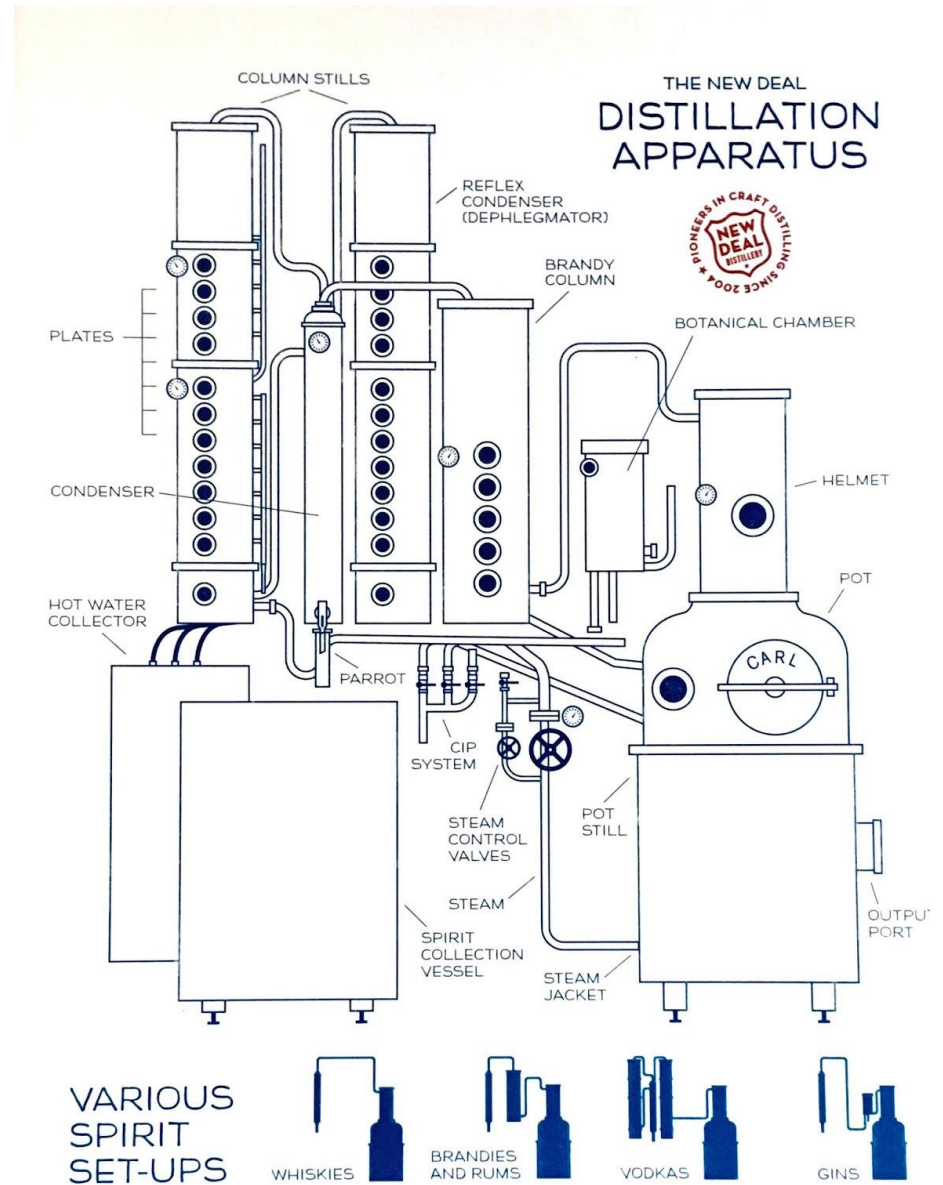 COLUMN STILLS
THE NEW DEAL
DISTILLATION
APPARATUS
PIONEERS IN CRAFT DISTILLING SINCE 2004 ★
NEW
DEAL
DISTILLERY
REFLEX
CONDENSER
(DEPHLEGMATOR)
BRANDY
COLUMN
BOTANICAL CHAMBER
PLATES
CONDENSER
HELMET
POT
HOT WATER
COLLECTOR
CARL
PARROT
CIP
SYSTEM
STEAM
CONTROL
VALVES
POT
STILL
STEAM
OUTPUT
PORT
SPIRIT
COLLECTION
VESSEL
STEAM
JACKET
VARIOUS
SPIRIT
SET-UPS
WHISKIES
BRANDIES
AND RUMS
VODKAS
GINS